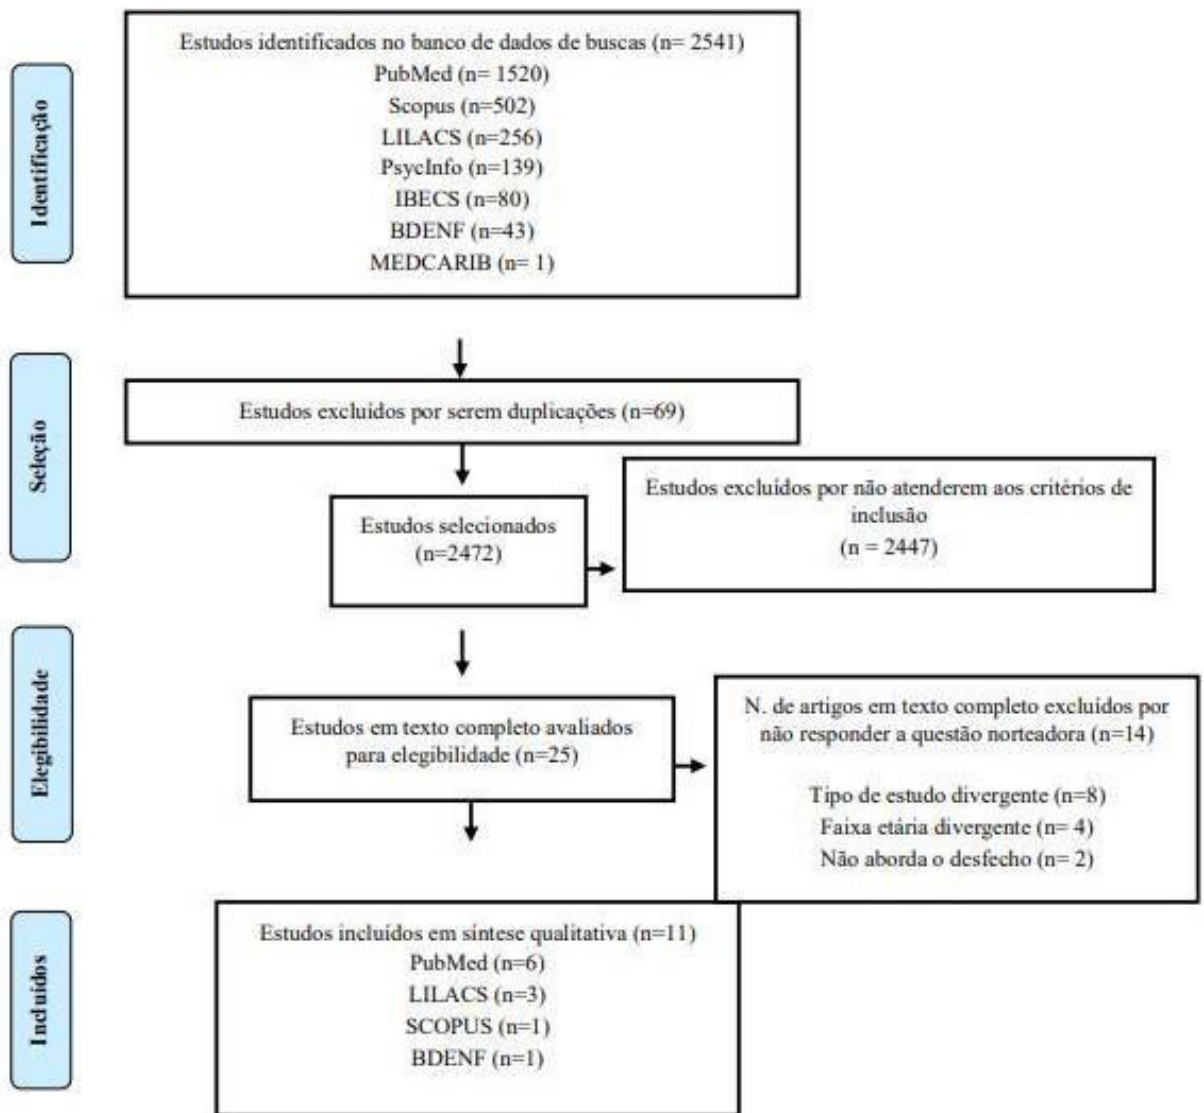 Identificação
Estudos identificados no banco de dados de buscas (n= 2541)
PubMed (n= 1520)
Scopus (n=502)
LILACS (n=256)
PsycInfo (n=139)
IBECS (n=80)
BDENF (n=43)
MEDCARIB (n= 1)
Seleção
Estudos excluídos por serem duplicações (n=69)
Estudos selecionados
(n=2472)
Estudos excluídos por não atenderem aos critérios de
inclusão
(n = 2447)
Elegibilidade
Estudos em texto completo avaliados
para elegibilidade (n=25)
N. de artigos em texto completo excluídos por
não responder a questão norteadora (n=14)
Tipo de estudo divergente (n=8)
Faixa etária divergente (n= 4)
Não aborda o desfecho (n= 2)
Incluídos
Estudos incluídos em síntese qualitativa (n=11)
PubMed (n=6)
LILACS (n=3)
SCOPUS (n=1)
BDENF (n=1)